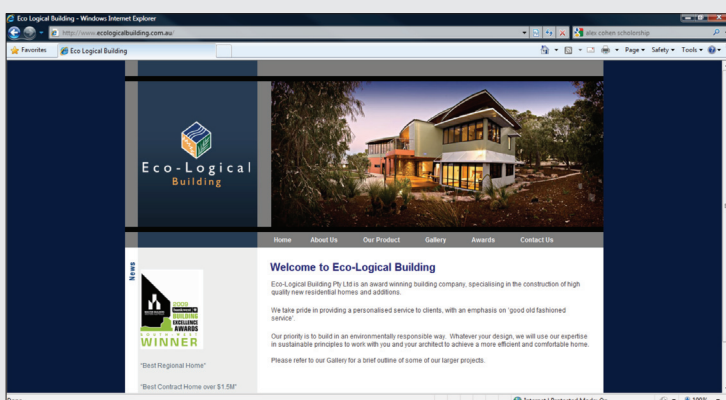 Eco Logical Building - Windows Internet Explorer
http://www.ecologicalbuilding.com.au/
alex cohen scholorship
Favorites
Eco Logical Building
Page
Safety
Tools
Eco-Logical
Building
Home About Us Our Product Gallery Awards Contact Us
News
2009
BUILDING
EXCELLENCE
AWARDS
SOUTH-WEST
WINNER
"Best Regional Home"
"Best Contract Home over $1.5M"
Welcome to Eco-Logical Building
Eco-Logical Building Pty Ltd is an award winning building company, specialising in the construction of high
quality new residential homes and additions.
We take pride in providing a personalised service to clients, with an emphasis on 'good old fashioned
service'.
Our priority is to build in an environmentally responsible way. Whatever your design, we will use our expertise
in sustainable principles to work with you and your architect to achieve a more efficient and comfortable home.
Please refer to our Gallery for a brief outline of some of our larger projects.